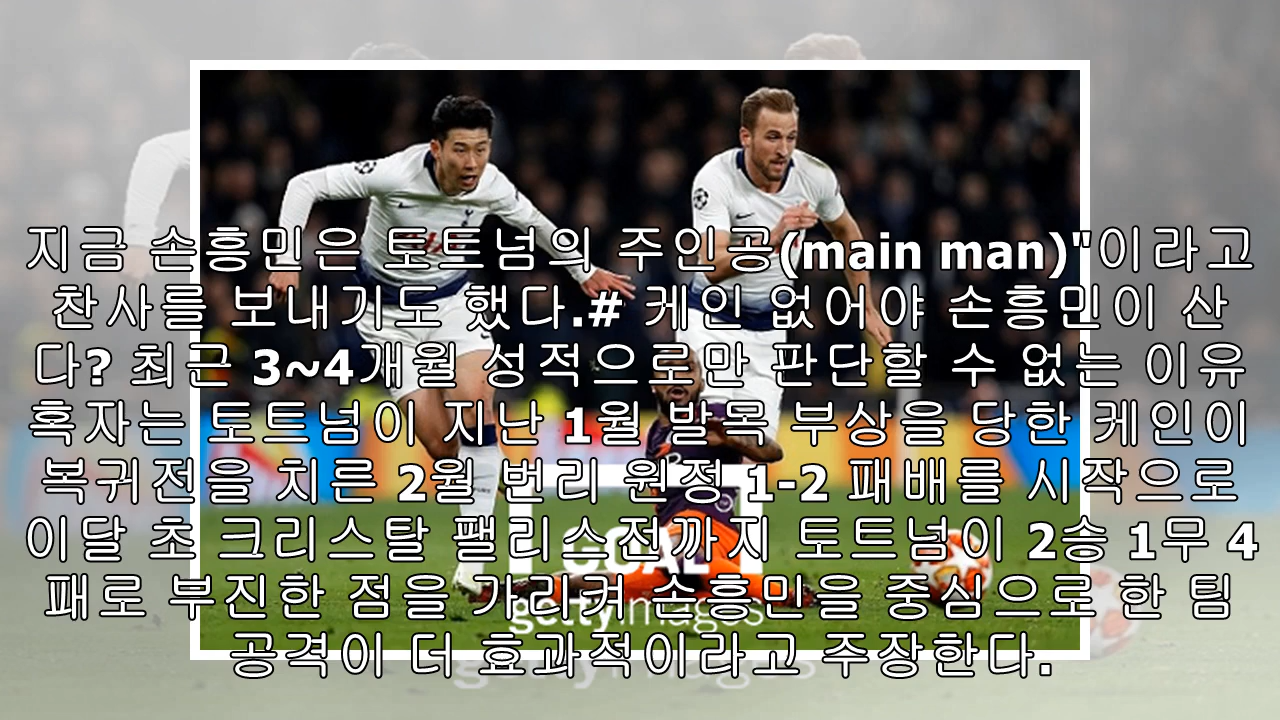 지금 손흥민은 토트넘의 주인공(main man)"이라고
찬사를 보내기도 했다.# 케인 없어야 손흥민이 산
다? 최근 3~4개월 성적으로만 판단할 수 없는 이유
혹자는 토트넘이 지난 1월 발목 부상을 당한 케인이
복귀전을 치른 2월 번리 원정 1-2 패배를 시작으로
이달 초 크리스탈 팰리스전까지 토트넘이 2승 1무 4
패로 부진한 점을 가리켜 손흥민을 중심으로 한 팀
공격이 더 효과적이라고 주장한다.
GOAL
gettyimages
gettyimages